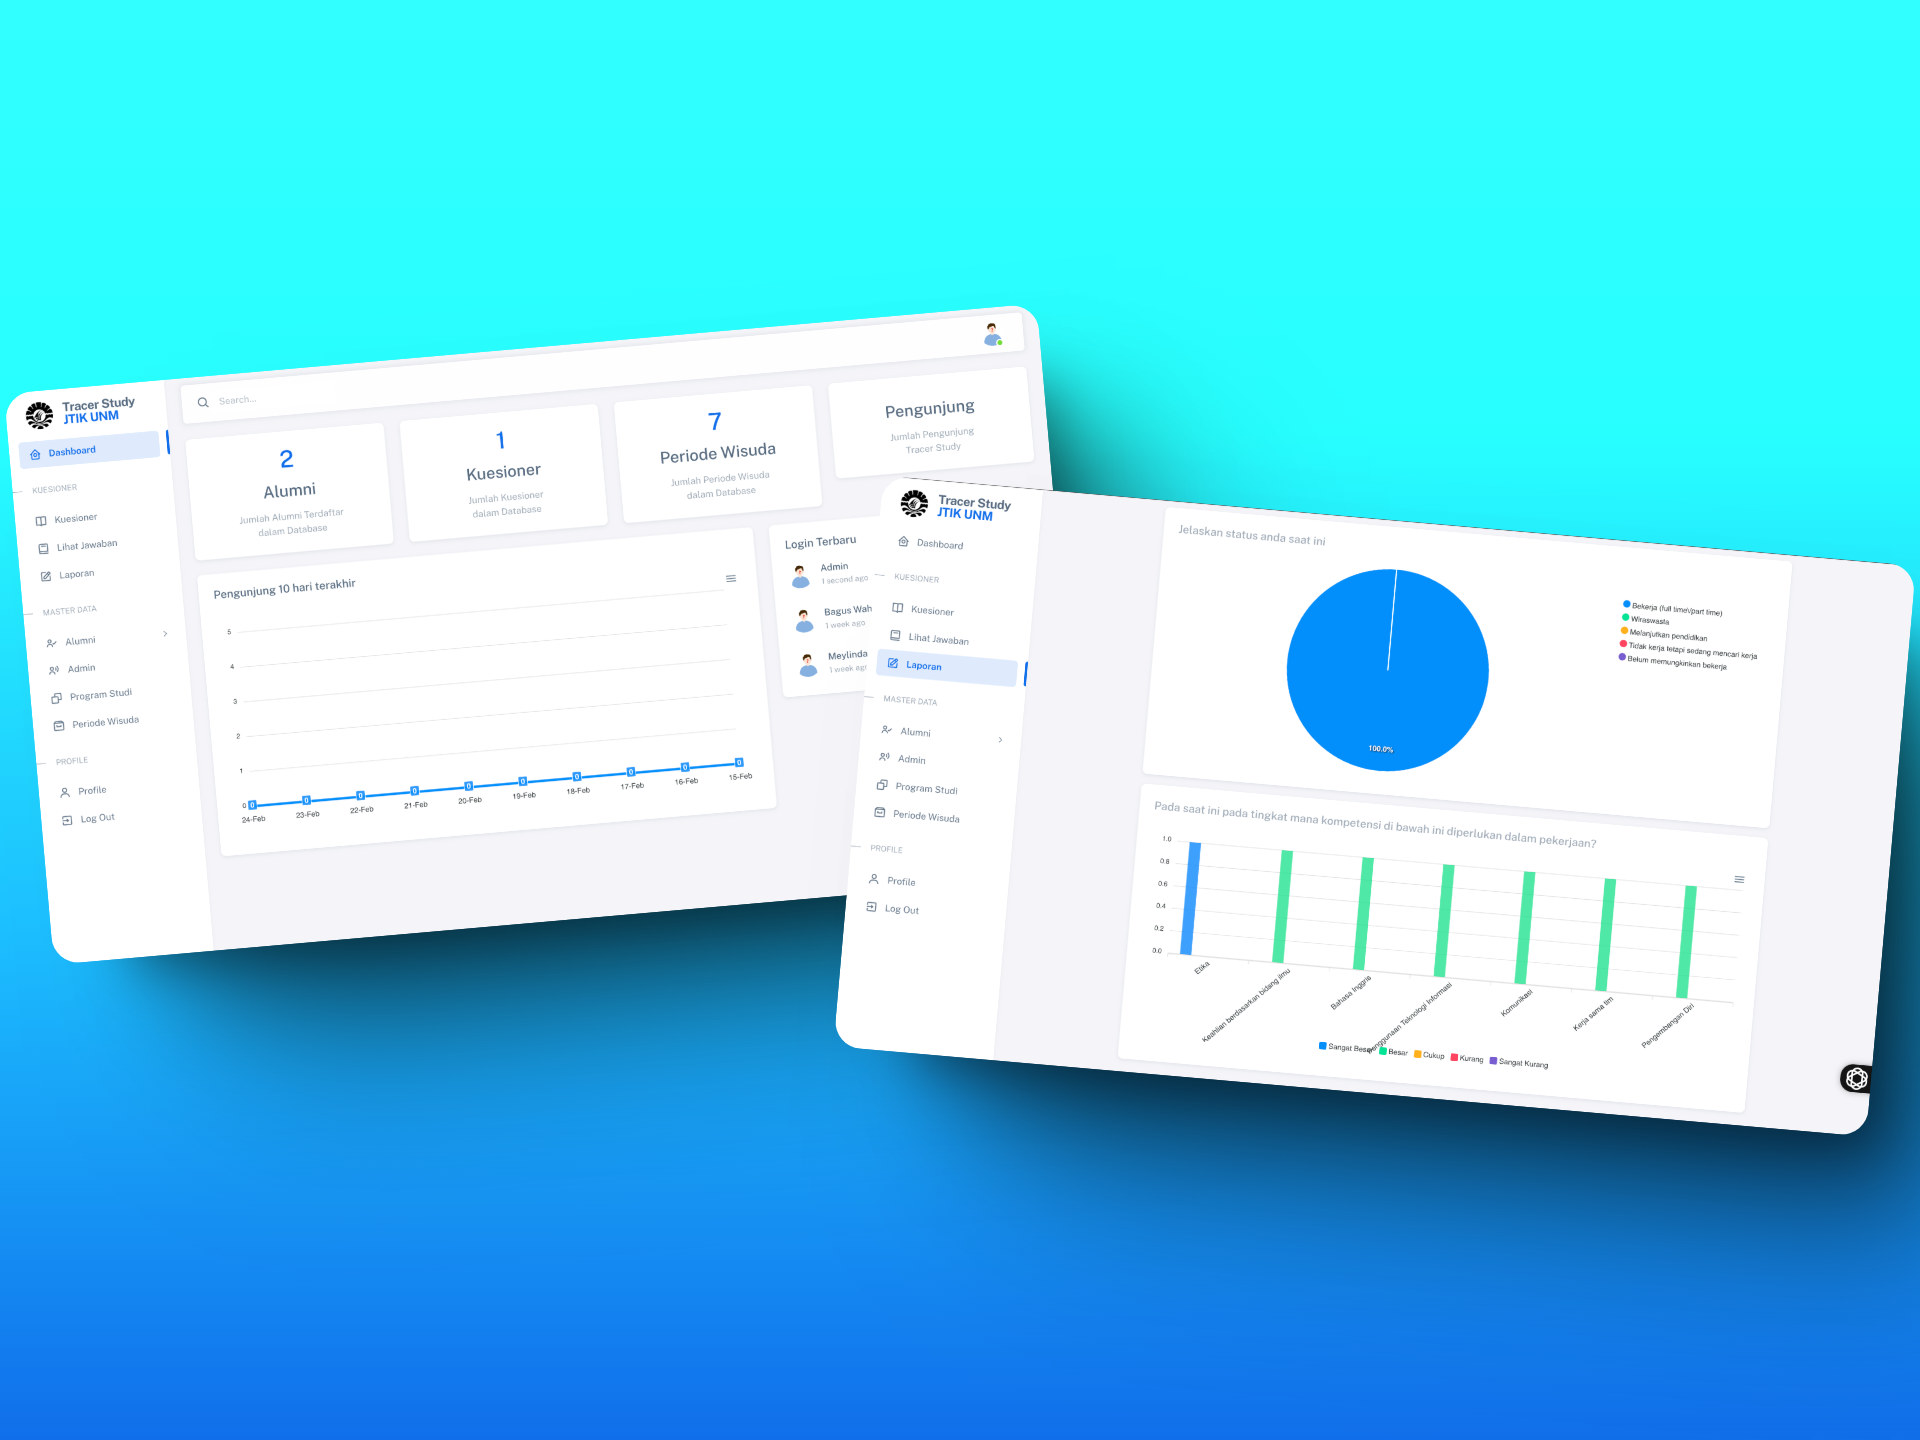 Tracer Study
JTIK UNM
Dashboard
KUESIONER
Kuesioner
Lihat Jawaban
Laporan
MASTER DATA
Alumni
Admin
Program Studi
Periode Wisuda
PROFILE
Profile
Log Out
Search...
2
Alumni
Jumlah Alumni Terdaftar
dalam Database
1
Kuesioner
Jumlah Kuesioner
dalam Database
7
Periode Wisuda
Jumlah Periode Wisuda
dalam Database
Pengunjung
Jumlah Pengunjung
Tracer Study
Pengunjung 10 hari terakhir
5
4
3
2
1
0
0 0 0 0 0 0 0 0 0 0
24-Feb 23-Feb 22-Feb 21-Feb 20-Feb 19-Feb 18-Feb 17-Feb 16-Feb 15-Feb
Login Terbaru
Admin
1 second ago
Bagus Wah
1 week ago
Meylinda
1 week ago
Tracer Study
JTIK UNM
Dashboard
KUESIONER
Kuesioner
Lihat Jawaban
Laporan
MASTER DATA
Alumni
Admin
Program Studi
Periode Wisuda
PROFILE
Profile
Log Out
Jelaskan status anda saat ini
100.0%
Bekerja (full time\/part time)
Wiraswasta
Melanjutkan pendidikan
Tidak kerja tetapi sedang mencari kerja
Belum memungkinkan bekerja
Pada saat ini pada tingkat mana kompetensi di bawah ini diperlukan dalam pekerjaan?
1.0
0.8
0.6
0.4
0.2
0.0
Etika
Keahlian berdasarkan bidang ilmu
Bahasa Inggris
Penggunaan Teknologi Informasi
Komunikasi
Kerja sama tim
Pengembangan Diri
Sangat Besar Besar Cukup Kurang Sangat Kurang